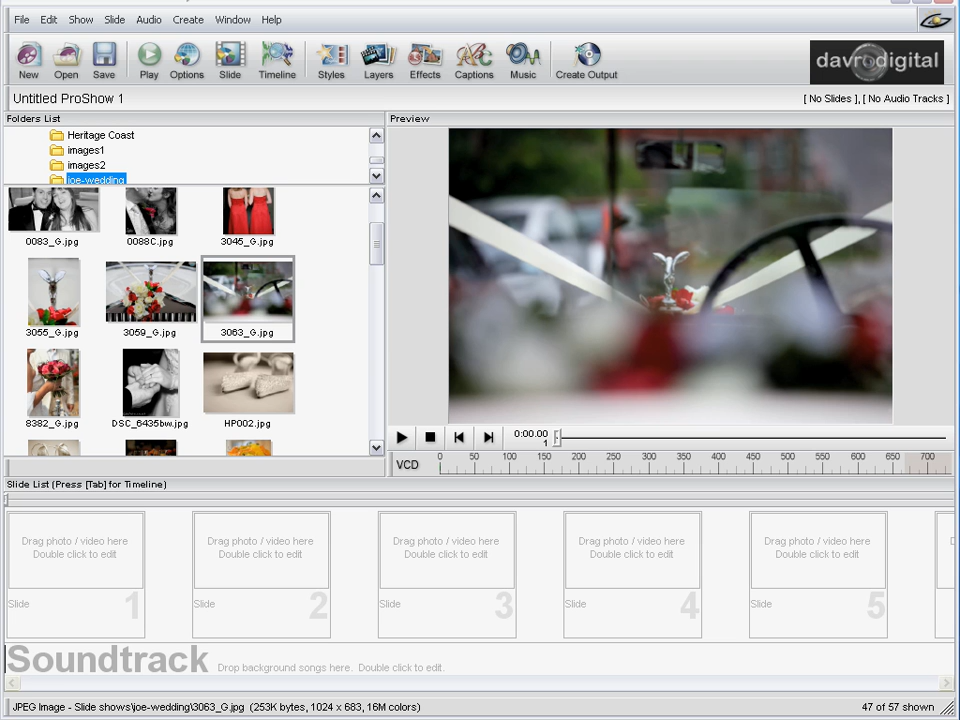 File Edit Show Slide Audio Create Window Help
New Open Save Play Options Slide Timeline Styles Layers Effects Captions Music Create Output
davrodigital
Untitled ProShow 1
[ No Slides ], [ No Audio Tracks ]
Folders List
Preview
Heritage Coast
images1
images2
joe-wedding
0083_G.jpg 0088C.jpg 3045_G.jpg
3055_G.jpg 3059_G.jpg 3063_G.jpg
8382_G.jpg DSC_6435bw.jpg HP002.jpg
0:00.00
1
VCD 0 50 100 150 200 250 300 350 400 450 500 550 600 650 700
Slide List (Press [Tab] for Timeline)
Drag photo / video here Drag photo / video here Drag photo / video here Drag photo / video here Drag photo / video here D
Double click to edit Double click to edit Double click to edit Double click to edit Double click to edit
Slide 1 Slide 2 Slide 3 Slide 4 Slide 5
Soundtrack Drop background songs here. Double click to edit.
JPEG Image - Slide shows\joe-wedding\3063_G.jpg (253K bytes, 1024 x 683, 16M colors)
47 of 57 shown